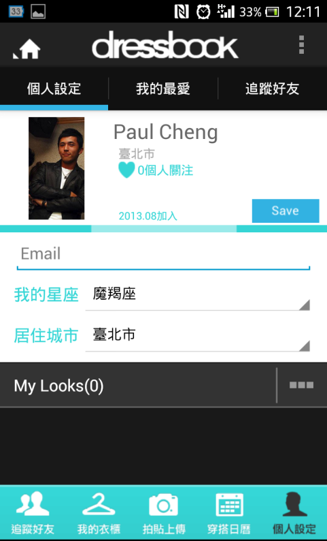 33
33% 12:11
dressbook
個人設定 我的最愛 追蹤好友
Paul Cheng
臺北市
0個人關注
2013.08加入
Save
Email
我的星座 魔羯座
居住城市 臺北市
My Looks(0)
追蹤好友 我的衣櫃 拍貼上傳 穿搭日曆 個人設定